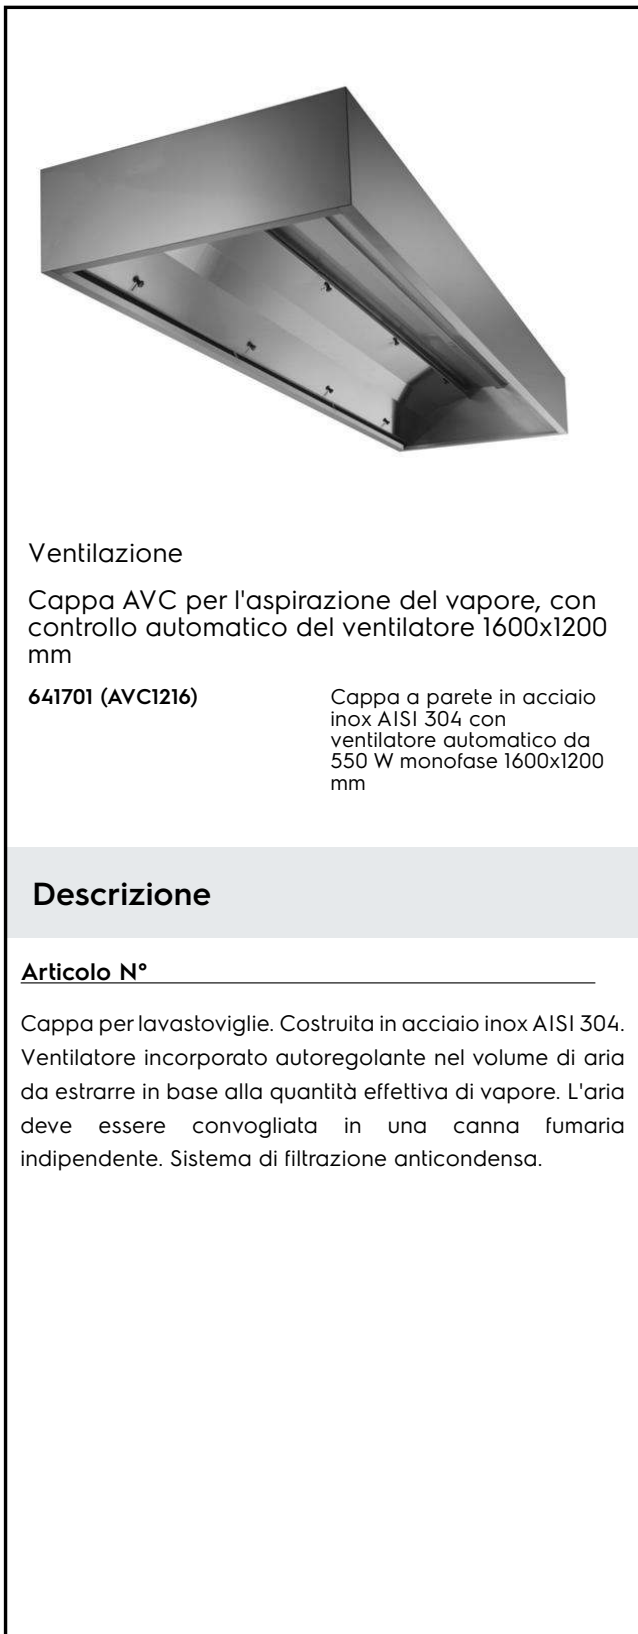 Ventilazione
Cappa AVC per l'aspirazione del vapore, con
controllo automatico del ventilatore 1600x1200
mm
641701 (AVC1216)
Cappa a parete in acciaio
inox AISI 304 con
ventilatore automatico da
550 W monofase 1600x1200
mm
Descrizione
Articolo N°
Cappa per lavastoviglie. Costruita in acciaio inox AISI 304.
Ventilatore incorporato autoregolante nel volume di aria
da estrarre in base alla quantità effettiva di vapore. L'aria
deve essere convogliata in una canna fumaria
indipendente. Sistema di filtrazione anticondensa.